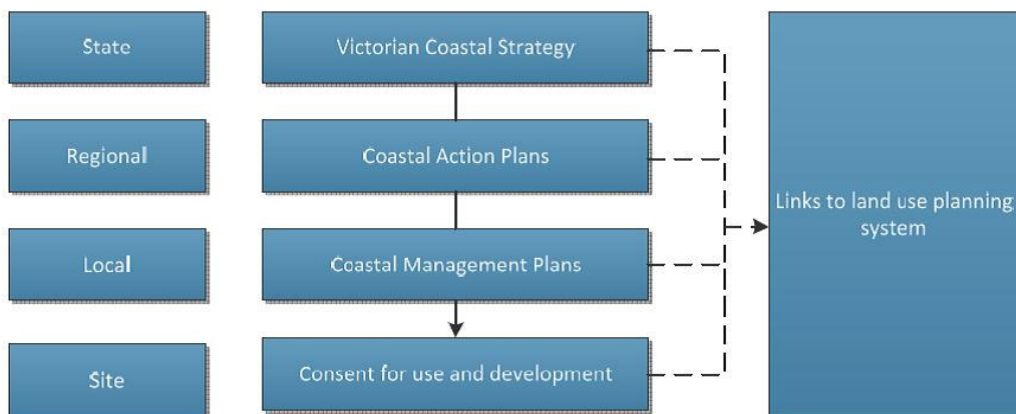 State
Victorian Coastal Strategy
Regional
Coastal Action Plans
Links to land use planning
system
Local
Coastal Management Plans
Site
Consent for use and development